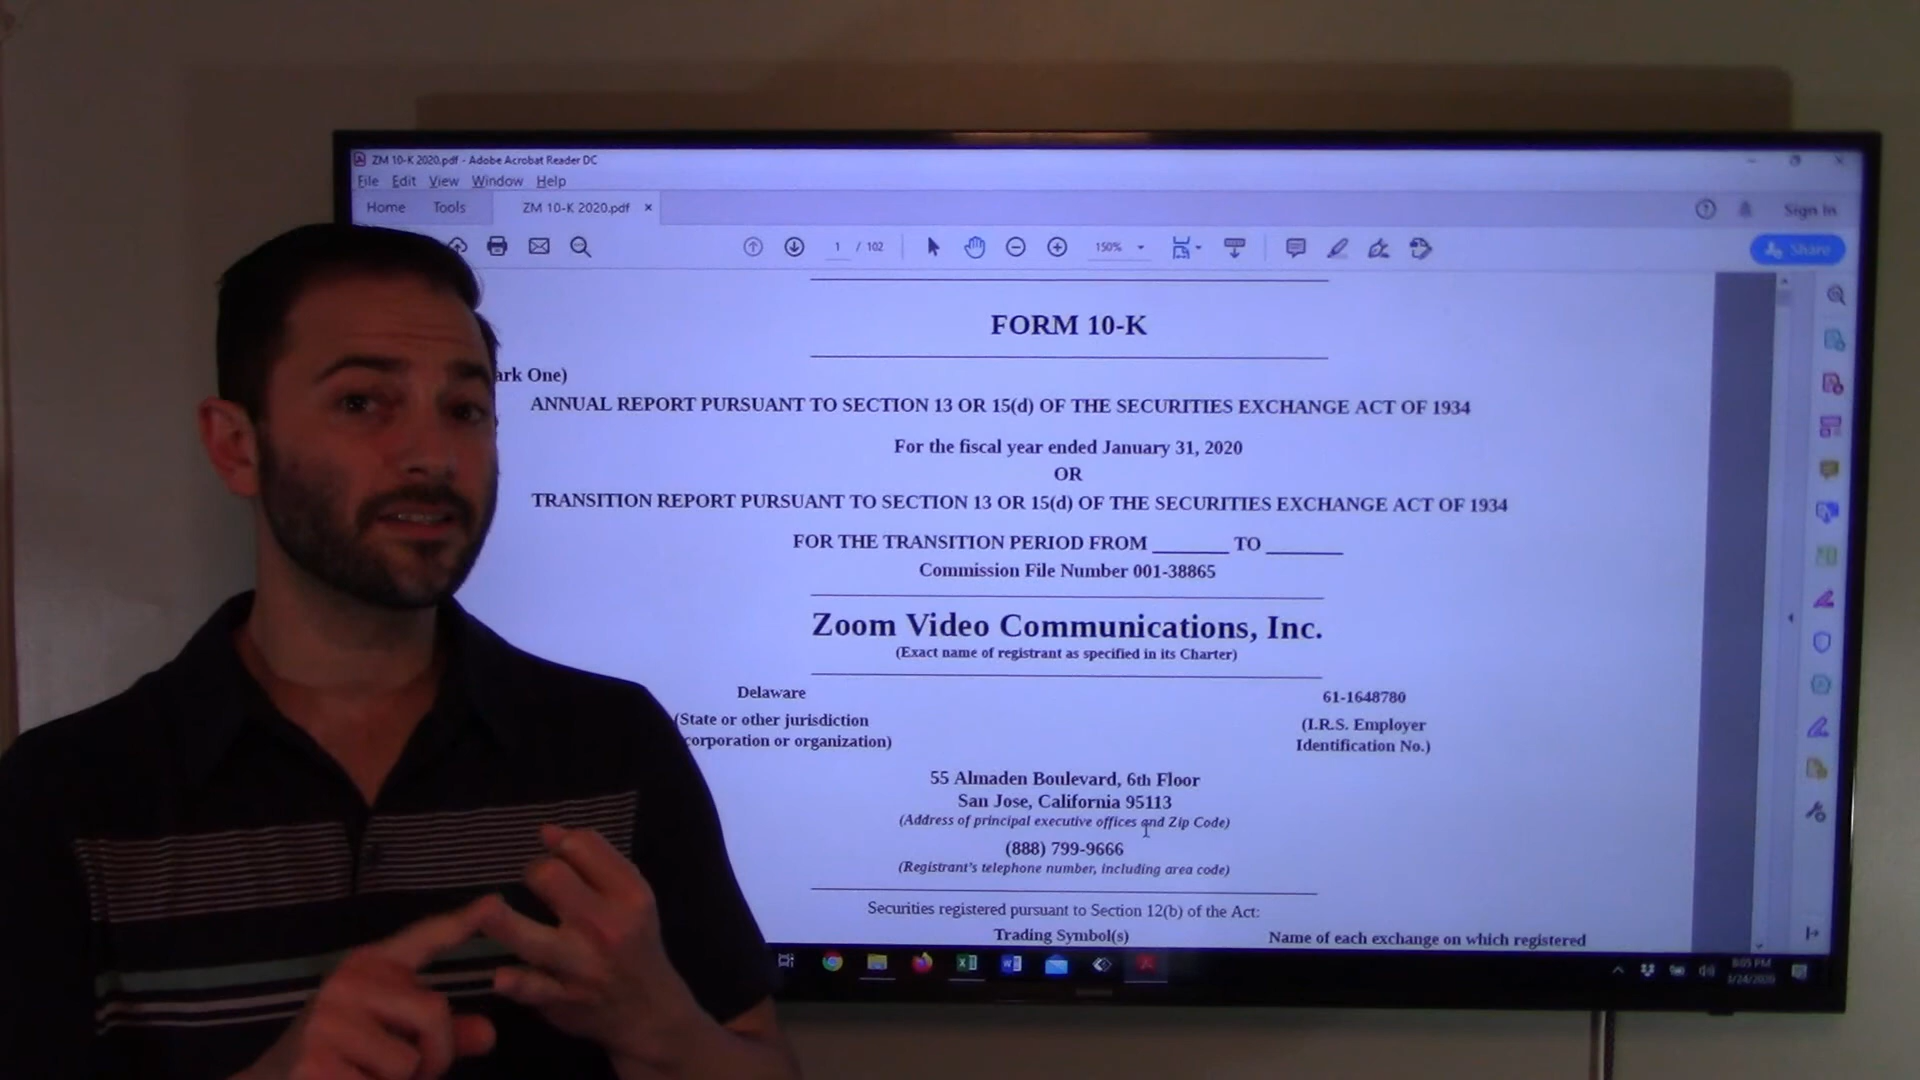 ZM 10-K 2020.pdf - Adobe Acrobat Reader DC
File Edit View Window Help
Home Tools ZM 10-K 2020.pdf × Sign In
1 / 102 150% Share
FORM 10-K
ark One)
ANNUAL REPORT PURSUANT TO SECTION 13 OR 15(d) OF THE SECURITIES EXCHANGE ACT OF 1934
For the fiscal year ended January 31, 2020
OR
TRANSITION REPORT PURSUANT TO SECTION 13 OR 15(d) OF THE SECURITIES EXCHANGE ACT OF 1934
FOR THE TRANSITION PERIOD FROM ________ TO ________
Commission File Number 001-38865
Zoom Video Communications, Inc.
(Exact name of registrant as specified in its Charter)
Delaware 61-1648780
(State or other jurisdiction (I.R.S. Employer
corporation or organization) Identification No.)
55 Almaden Boulevard, 6th Floor
San Jose, California 95113
(Address of principal executive offices and Zip Code)
(888) 799-9666
(Registrant's telephone number, including area code)
Securities registered pursuant to Section 12(b) of the Act:
Trading Symbol(s) Name of each exchange on which registered
8:05 PM